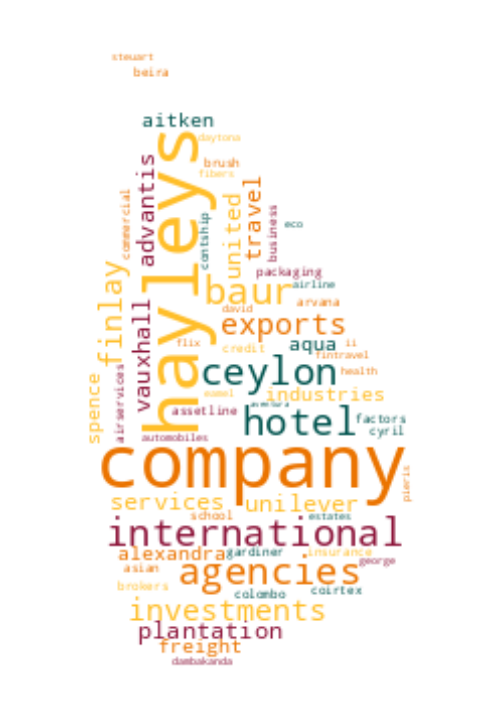 steuart
beira
aitken
daytona
hayleys
advantis
brush
fibers
commercial
united
travel
contship
business
eco
packaging
airline
finlay
baur
arvana
david
vauxhall
exports
flix
credit
aqua
ii
fintravel
ceylon
health
spence
airservices
industries
assetline
hotel
factors
cyril
automobiles
company
pieris
services
unilever
school
estates
international
alexandra
gardiner
insurance
george
asian
agencies
brokers
colombo
coirtex
investments
plantation
freight
dambakanda